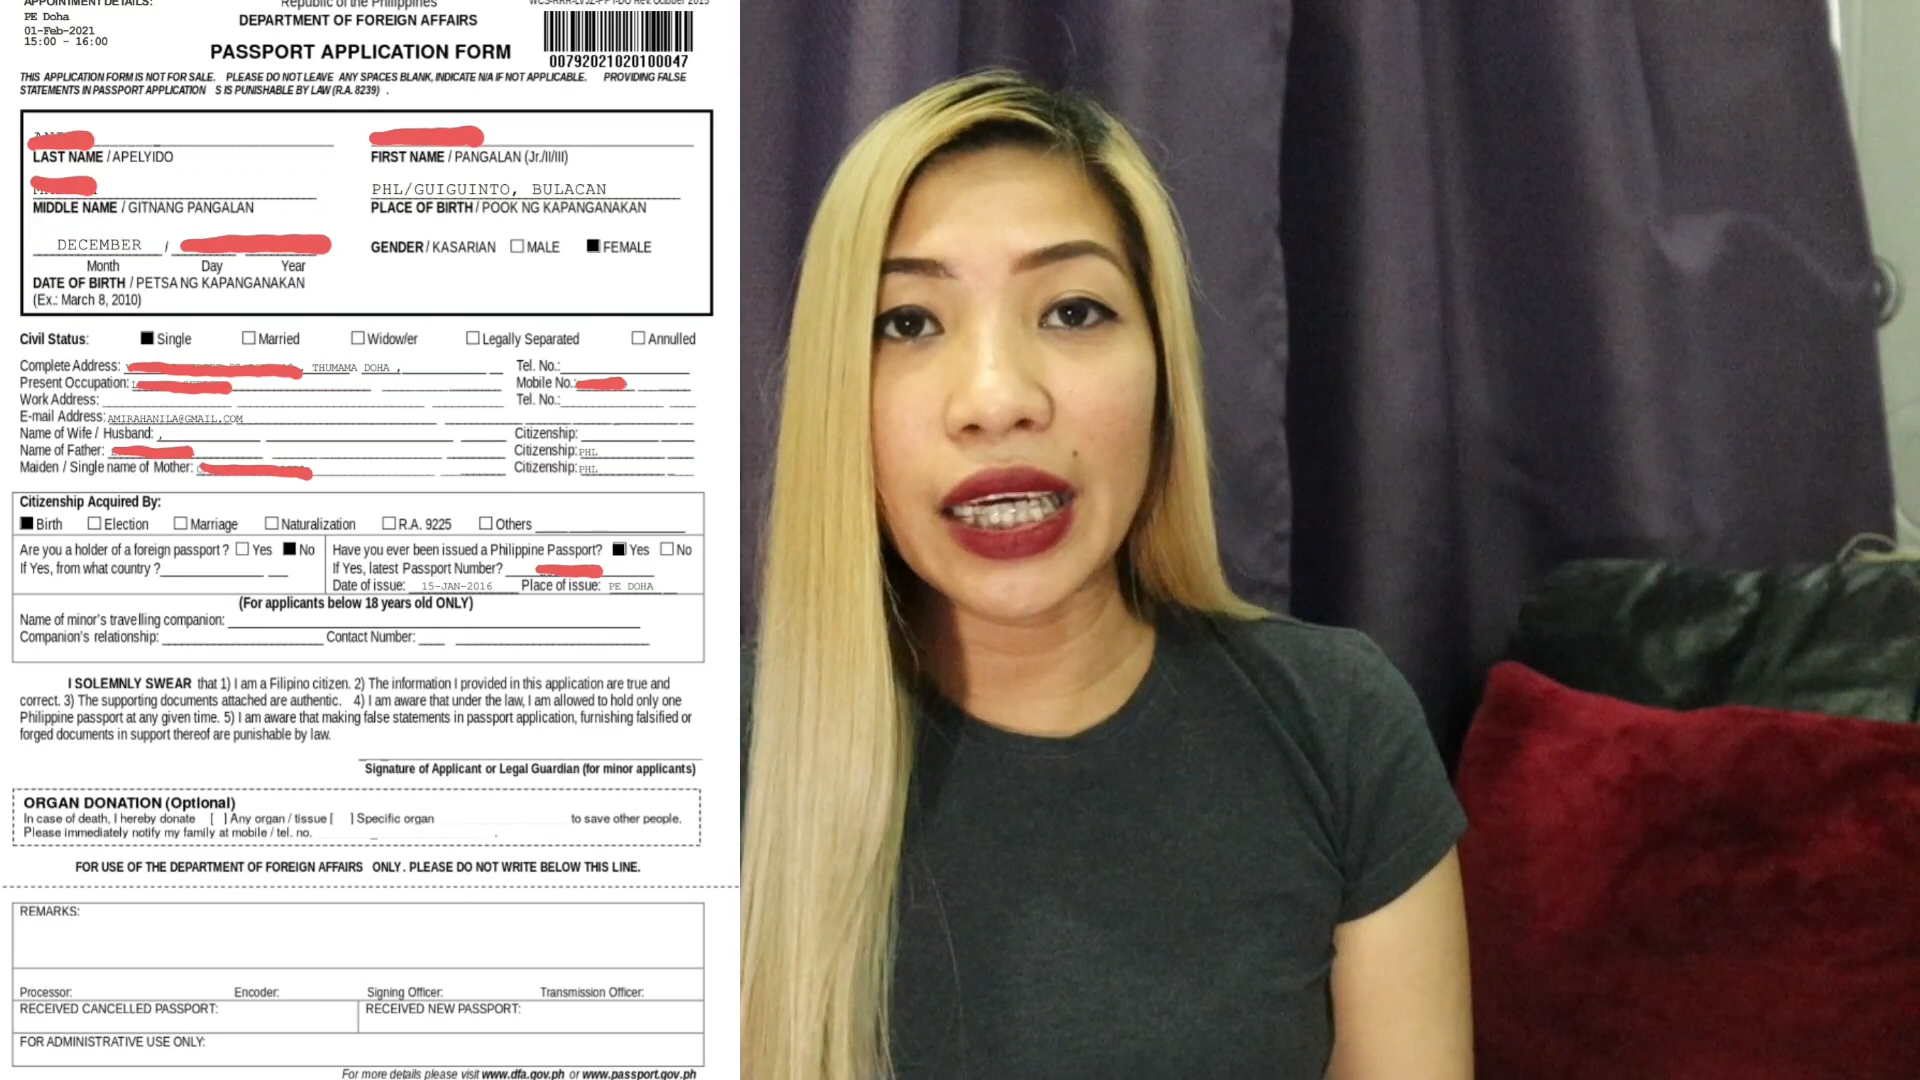 APPOINTMENT DETAILS:
PE Doha
01-Feb-2021
15:00 - 16:00
Republic of the Philippines
DEPARTMENT OF FOREIGN AFFAIRS
PASSPORT APPLICATION FORM
00792021020100047
THIS APPLICATION FORM IS NOT FOR SALE. PLEASE DO NOT LEAVE ANY SPACES BLANK, INDICATE N/A IF NOT APPLICABLE. PROVIDING FALSE
STATEMENTS IN PASSPORT APPLICATION S IS PUNISHABLE BY LAW (R.A. 8239) .
LAST NAME / APELYIDO FIRST NAME / PANGALAN (Jr./II/III)
PHL/GUIGUINTO, BULACAN
MIDDLE NAME / GITNANG PANGALAN PLACE OF BIRTH / POOK NG KAPANGANAKAN
DECEMBER / GENDER / KASARIAN MALE FEMALE
Month Day Year
DATE OF BIRTH / PETSA NG KAPANGANAKAN
(Ex.: March 8, 2010)
Civil Status: Single Married Widow/er Legally Separated Annulled
Complete Address: , THUMAMA DOHA , Tel. No.:
Present Occupation: Mobile No.:
Work Address: Tel. No.:
E-mail Address: AMIRAHANILA@GMAIL.COM
Name of Wife / Husband: , Citizenship:
Name of Father: Citizenship: PHL
Maiden / Single name of Mother: Citizenship: PHL
Citizenship Acquired By:
Birth Election Marriage Naturalization R.A. 9225 Others
Are you a holder of a foreign passport ? Yes No Have you ever been issued a Philippine Passport? Yes No
If Yes, from what country ? If Yes, latest Passport Number?
Date of issue: 15-JAN-2016 Place of issue: PE DOHA
(For applicants below 18 years old ONLY)
Name of minor's travelling companion:
Companion's relationship: Contact Number:
I SOLEMNLY SWEAR that 1) I am a Filipino citizen. 2) The information I provided in this application are true and
correct. 3) The supporting documents attached are authentic. 4) I am aware that under the law, I am allowed to hold only one
Philippine passport at any given time. 5) I am aware that making false statements in passport application, furnishing falsified or
forged documents in support thereof are punishable by law.
Signature of Applicant or Legal Guardian (for minor applicants)
ORGAN DONATION (Optional)
In case of death, I hereby donate [ ] Any organ / tissue [ ] Specific organ to save other people.
Please immediately notify my family at mobile / tel. no. .
FOR USE OF THE DEPARTMENT OF FOREIGN AFFAIRS ONLY . PLEASE DO NOT WRITE BELOW THIS LINE.
REMARKS:
Processor: Encoder: Signing Officer: Transmission Officer:
RECEIVED CANCELLED PASSPORT: RECEIVED NEW PASSPORT:
FOR ADMINISTRATIVE USE ONLY:
For more details please visit www.dfa.gov.ph or www.passport.gov.ph